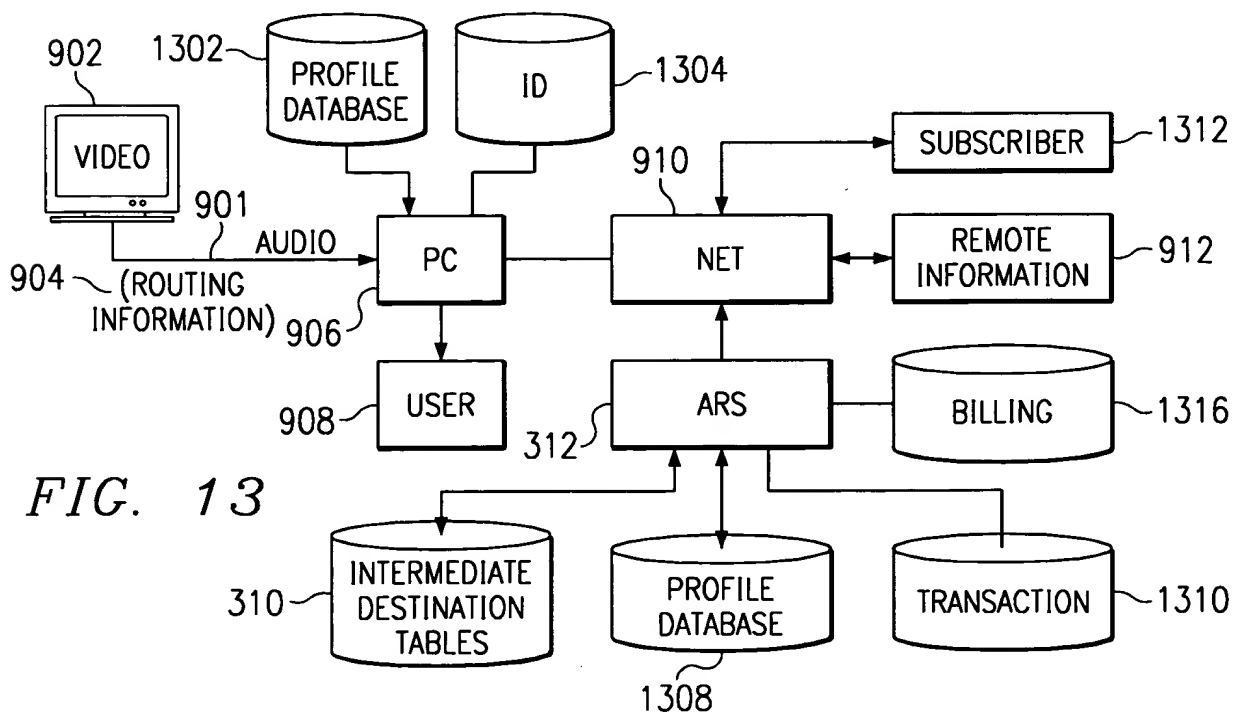 902
1302
PROFILE
DATABASE
ID
1304
VIDEO
901
AUDIO
904
(ROUTING
INFORMATION)
906
PC
910
NET
SUBSCRIBER
1312
REMOTE
INFORMATION
912
908
USER
312
ARS
BILLING
1316
FIG. 13
310
INTERMEDIATE
DESTINATION
TABLES
PROFILE
DATABASE
1308
TRANSACTION
1310